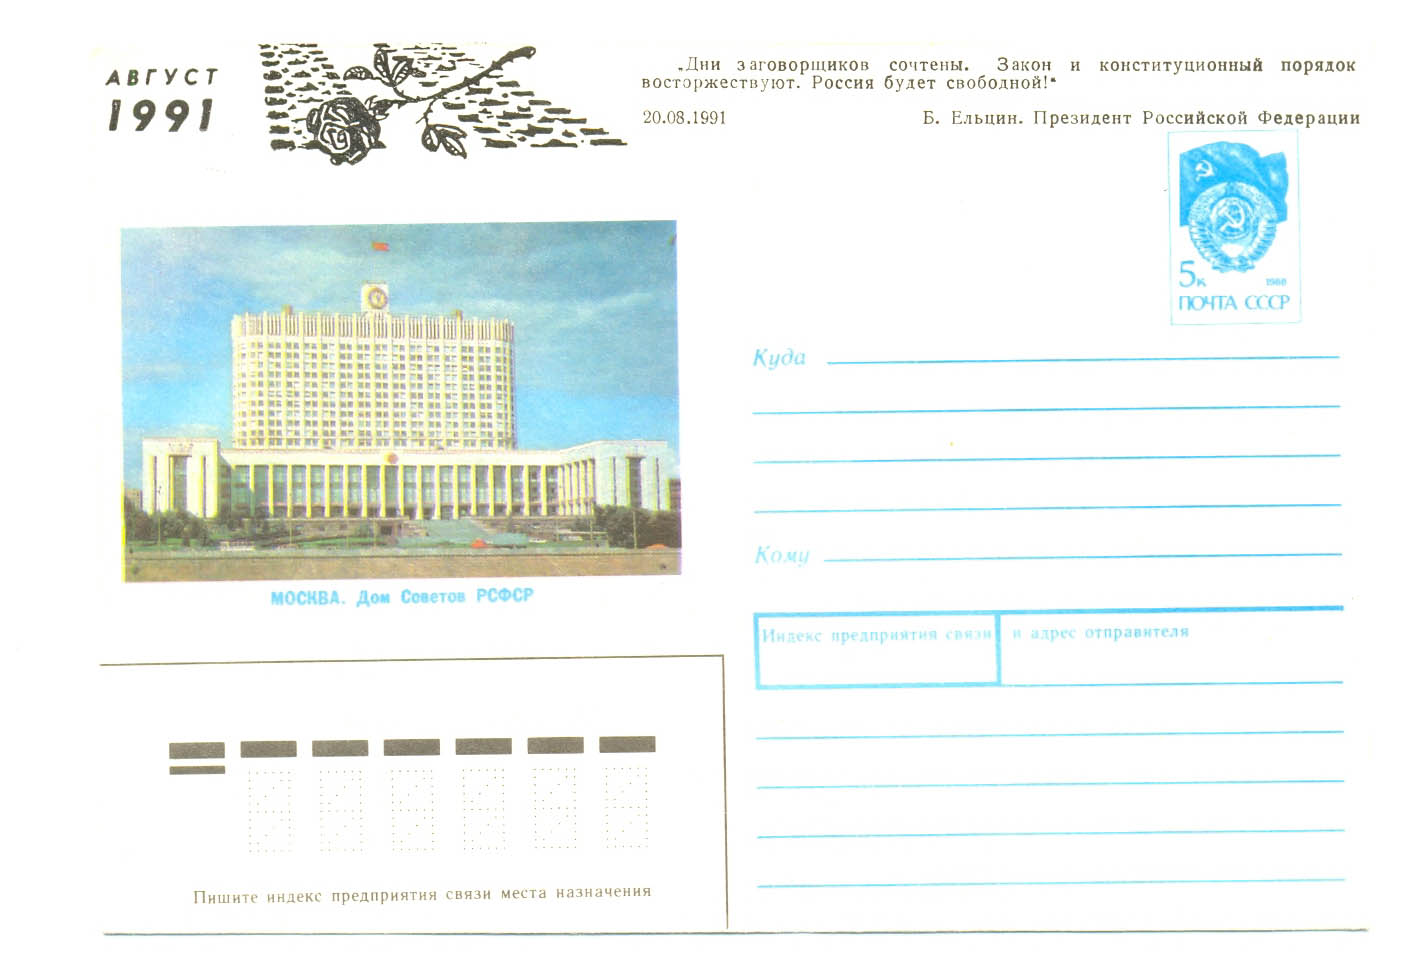 АВГУСТ
1991
„Дни заговорщиков сочтены. Закон и конституционный порядок
восторжествуют. Россия будет свободной!“
20.08.1991 Б. Ельцин. Президент Российской Федерации
5к 1988
ПОЧТА СССР
Куда
МОСКВА. Дом Советов РСФСР
Кому
Индекс предприятия связи и адрес отправителя
Пишите индекс предприятия связи места назначения